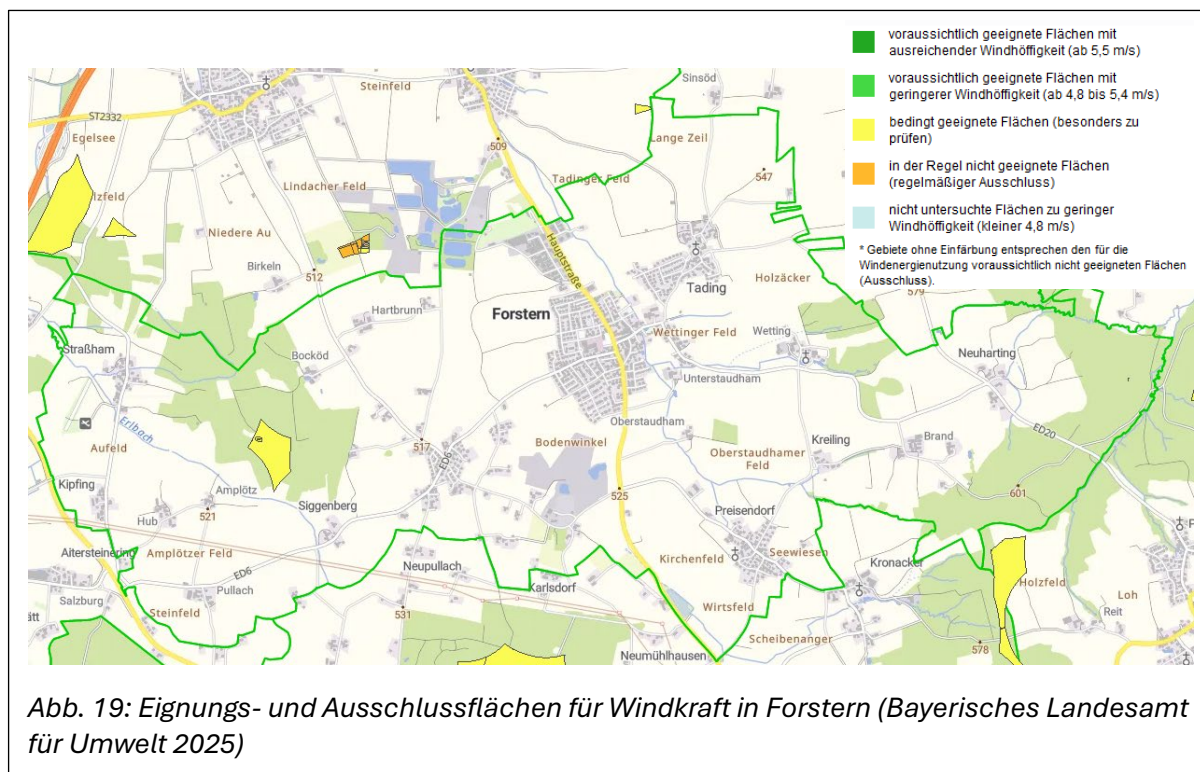 voraussichtlich geeignete Flächen mit
ausreichender Windhöffigkeit (ab 5,5 m/s)
voraussichtlich geeignete Flächen mit
geringerer Windhöffigkeit (ab 4,8 bis 5,4 m/s)
bedingt geeignete Flächen (besonders zu
prüfen)
in der Regel nicht geeignete Flächen
(regelmäßiger Ausschluss)
nicht untersuchte Flächen zu geringer
Windhöffigkeit (kleiner 4,8 m/s)
* Gebiete ohne Einfärbung entsprechen den für die
Windenergienutzung voraussichtlich nicht geeigneten Flächen
(Ausschluss).
Steinfeld
Sinsöd
ST2332
Egelsee
509
Lange Zeil
547
Lindacher Feld
Tadinger Feld
lzfeld
Niedere Au
Birkeln
512
Hauptstraße
Tading
Holzäcker
579
Hartbrunn
Forstern
Wettinger Feld
Wetting
Straßham
Bocköd
Neuharting
Unterstaudham
Erlbach
Oberstaudham
ED20
Aufeld
517
ED6
Bodenwinkel
Kreiling
Brand
Oberstaudhamer
Feld
Kipfing
Amplötz
Siggenberg
525
601
Hub
521
Preisendorf
Aitersteinering
Amplötzer Feld
Kirchenfeld
Seewiesen
ED6
Neupullach
Kronacker
Holzfeld
Salzburg
Pullach
Karlsdorf
Loh
ätt
Steinfeld
531
Wirtsfeld
Reit
Scheibenanger
578
Neumühlhausen
Abb. 19: Eignungs- und Ausschlussflächen für Windkraft in Forstern (Bayerisches Landesamt
für Umwelt 2025)